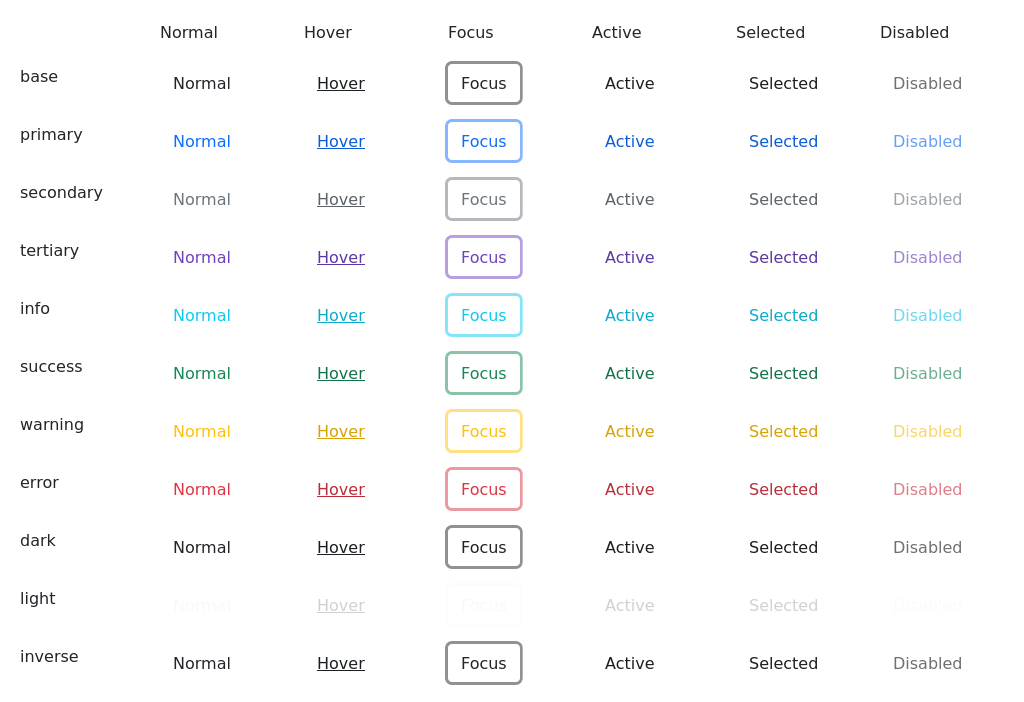 Normal Hover Focus Active Selected Disabled
base Normal Hover Focus Active Selected Disabled
primary Normal Hover Focus Active Selected Disabled
secondary Normal Hover Focus Active Selected Disabled
tertiary Normal Hover Focus Active Selected Disabled
info Normal Hover Focus Active Selected Disabled
success Normal Hover Focus Active Selected Disabled
warning Normal Hover Focus Active Selected Disabled
error Normal Hover Focus Active Selected Disabled
dark Normal Hover Focus Active Selected Disabled
light Normal Hover Focus Active Selected Disabled
inverse Normal Hover Focus Active Selected Disabled